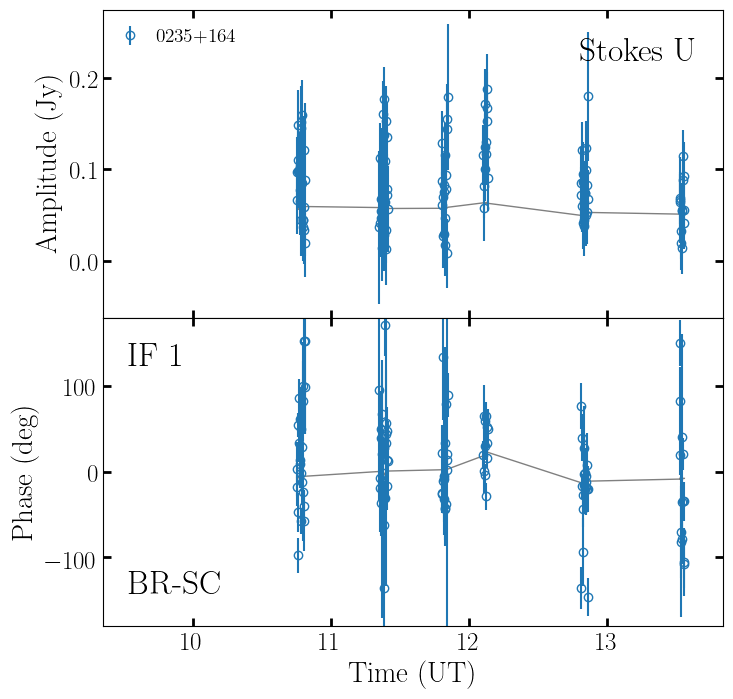 0235+164
Stokes U
Amplitude (Jy)
0.2
0.1
0.0
IF 1
BR-SC
Phase (deg)
100
0
−100
10 11 12 13
Time (UT)